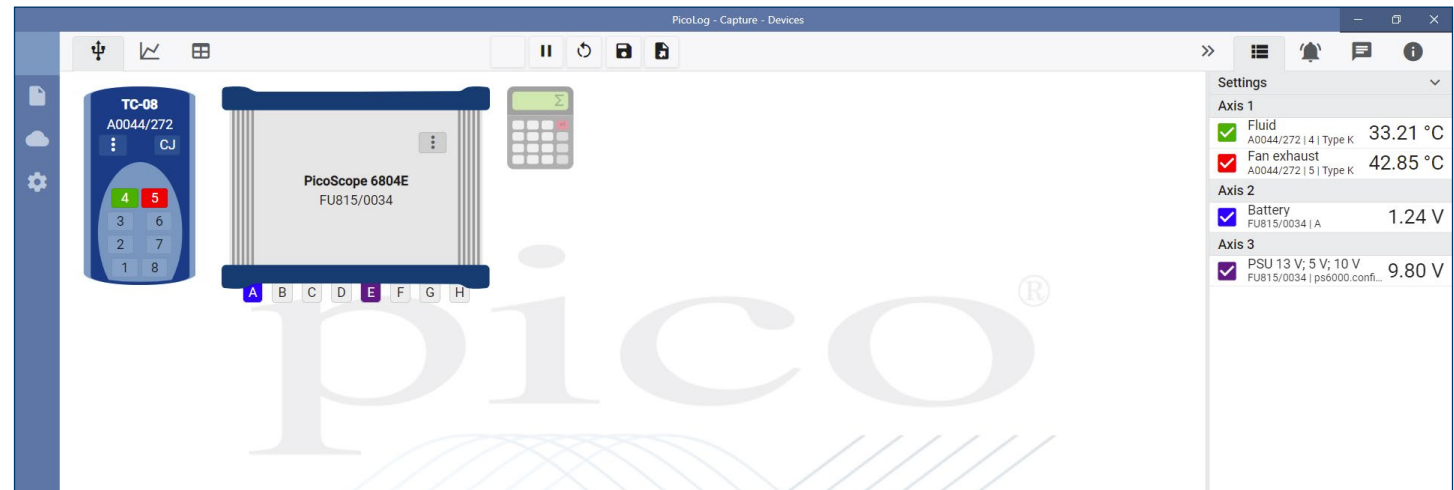 PicoLog - Capture - Devices
TC-08
A0044/272
CJ
4 5
3 6
2 7
1 8
PicoScope 6804E
FU815/0034
A B C D E F G H
Σ
pico
®
Settings
Axis 1
Fluid
A0044/272 | 4 | Type K
33.21 °C
Fan exhaust
A0044/272 | 5 | Type K
42.85 °C
Axis 2
Battery
FU815/0034 | A
1.24 V
Axis 3
PSU 13 V; 5 V; 10 V
FU815/0034 | ps6000.confi...
9.80 V